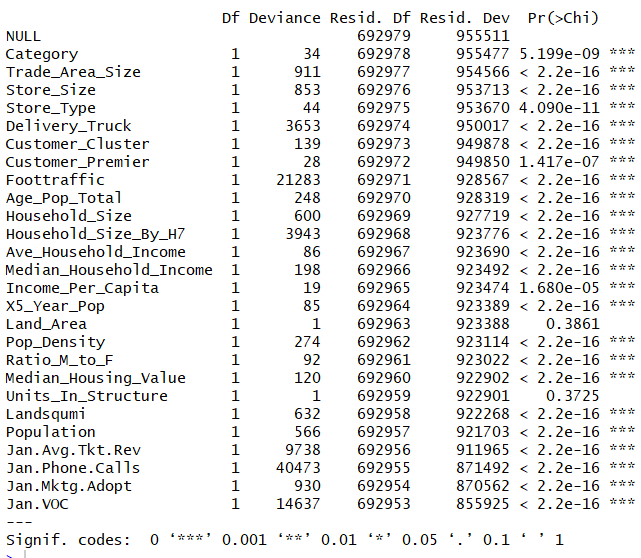 Df Deviance Resid. Df Resid. Dev Pr(>Chi)
NULL 692979 955511
Category 1 34 692978 955477 5.199e-09 ***
Trade_Area_Size 1 911 692977 954566 < 2.2e-16 ***
Store_Size 1 853 692976 953713 < 2.2e-16 ***
Store_Type 1 44 692975 953670 4.090e-11 ***
Delivery_Truck 1 3653 692974 950017 < 2.2e-16 ***
Customer_Cluster 1 139 692973 949878 < 2.2e-16 ***
Customer_Premier 1 28 692972 949850 1.417e-07 ***
Foottraffic 1 21283 692971 928567 < 2.2e-16 ***
Age_Pop_Total 1 248 692970 928319 < 2.2e-16 ***
Household_Size 1 600 692969 927719 < 2.2e-16 ***
Household_Size_By_H7 1 3943 692968 923776 < 2.2e-16 ***
Ave_Household_Income 1 86 692967 923690 < 2.2e-16 ***
Median_Household_Income 1 198 692966 923492 < 2.2e-16 ***
Income_Per_Capita 1 19 692965 923474 1.680e-05 ***
X5_Year_Pop 1 85 692964 923389 < 2.2e-16 ***
Land_Area 1 1 692963 923388 0.3861
Pop_Density 1 274 692962 923114 < 2.2e-16 ***
Ratio_M_to_F 1 92 692961 923022 < 2.2e-16 ***
Median_Housing_Value 1 120 692960 922902 < 2.2e-16 ***
Units_In_Structure 1 1 692959 922901 0.3725
Landsqumi 1 632 692958 922268 < 2.2e-16 ***
Population 1 566 692957 921703 < 2.2e-16 ***
Jan.Avg.Tkt.Rev 1 9738 692956 911965 < 2.2e-16 ***
Jan.Phone.Calls 1 40473 692955 871492 < 2.2e-16 ***
Jan.Mktg.Adopt 1 930 692954 870562 < 2.2e-16 ***
Jan.VOC 1 14637 692953 855925 < 2.2e-16 ***
---
Signif. codes: 0 ‘***’ 0.001 ‘**’ 0.01 ‘*’ 0.05 ‘.’ 0.1 ‘ ’ 1